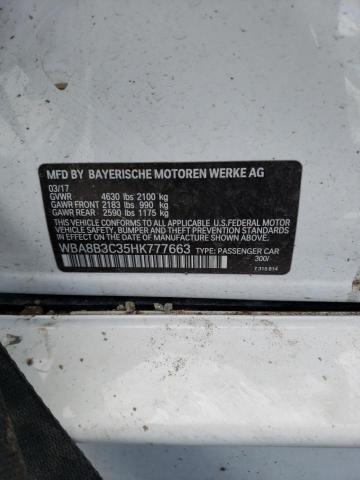 MFD BY BAYERISCHE MOTOREN WERKE AG
03/17
GVWR 4630 lbs 2100 kg
GAWR FRONT 2183 lbs 990 kg
GAWR REAR 2590 lbs 1175 kg
THIS VEHICLE CONFORMS TO ALL APPLICABLE U.S.FEDERAL MOTOR
VEHICLE SAFETY, BUMPER AND THEFT PREVENTION STANDARDS IN
EFFECT ON THE DATE OF MANUFACTURE SHOWN ABOVE.
WBA8B3C35HK777663 TYPE: PASSENGER CAR
300/
7 310 814